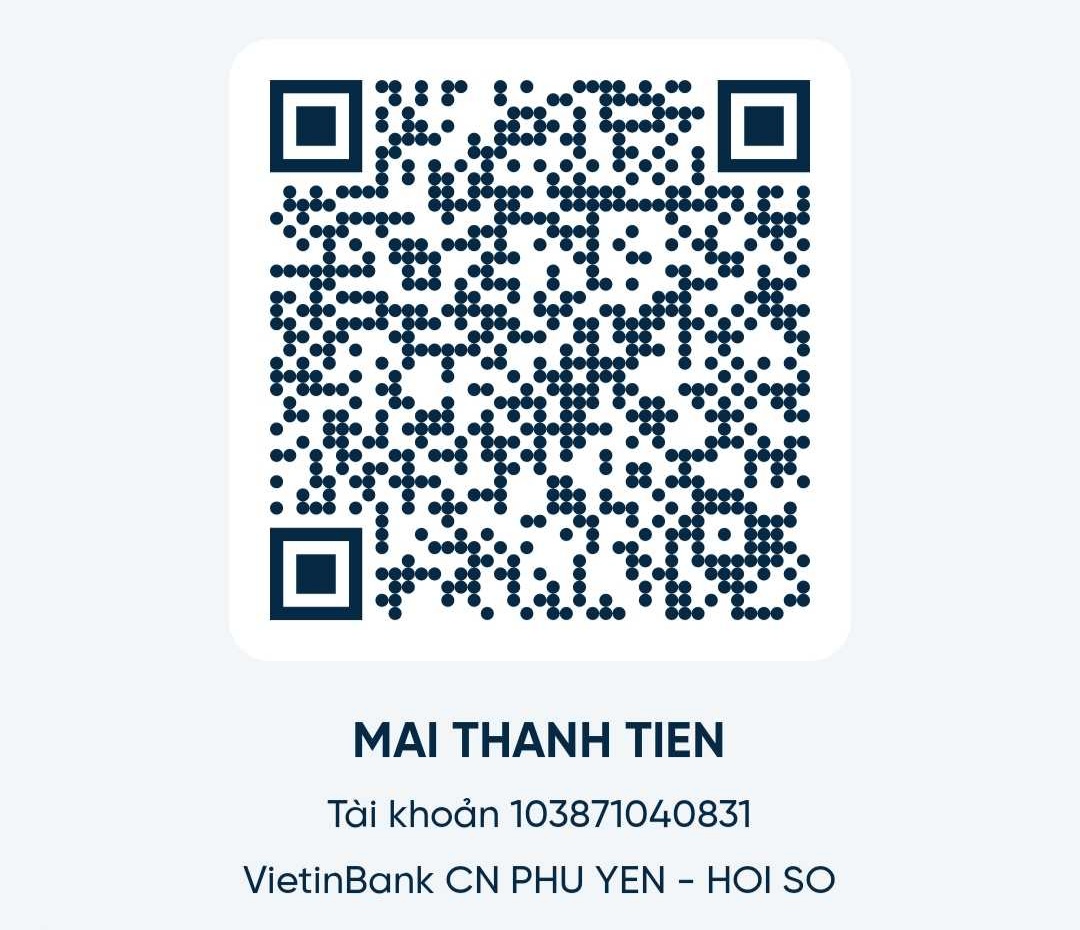 MAI THANH TIEN
Tài khoản 103871040831
VietinBank CN PHU YEN - HOI SO